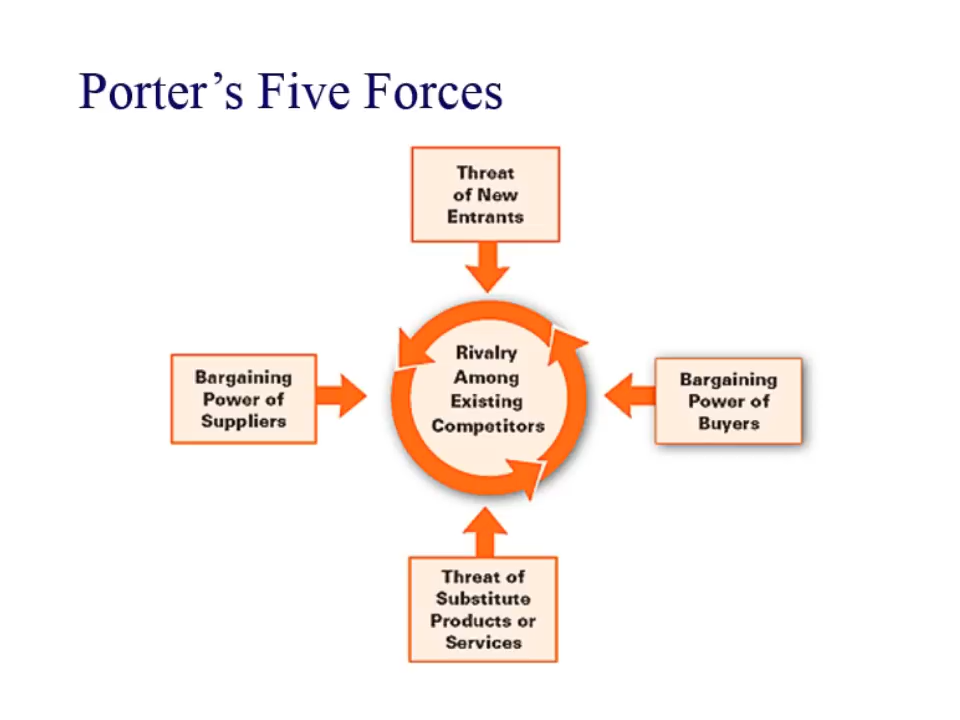 Porter’s Five Forces
Threat
of New
Entrants
Bargaining
Power of
Suppliers
Rivalry
Among
Existing
Competitors
Bargaining
Power of
Buyers
Threat of
Substitute
Products or
Services